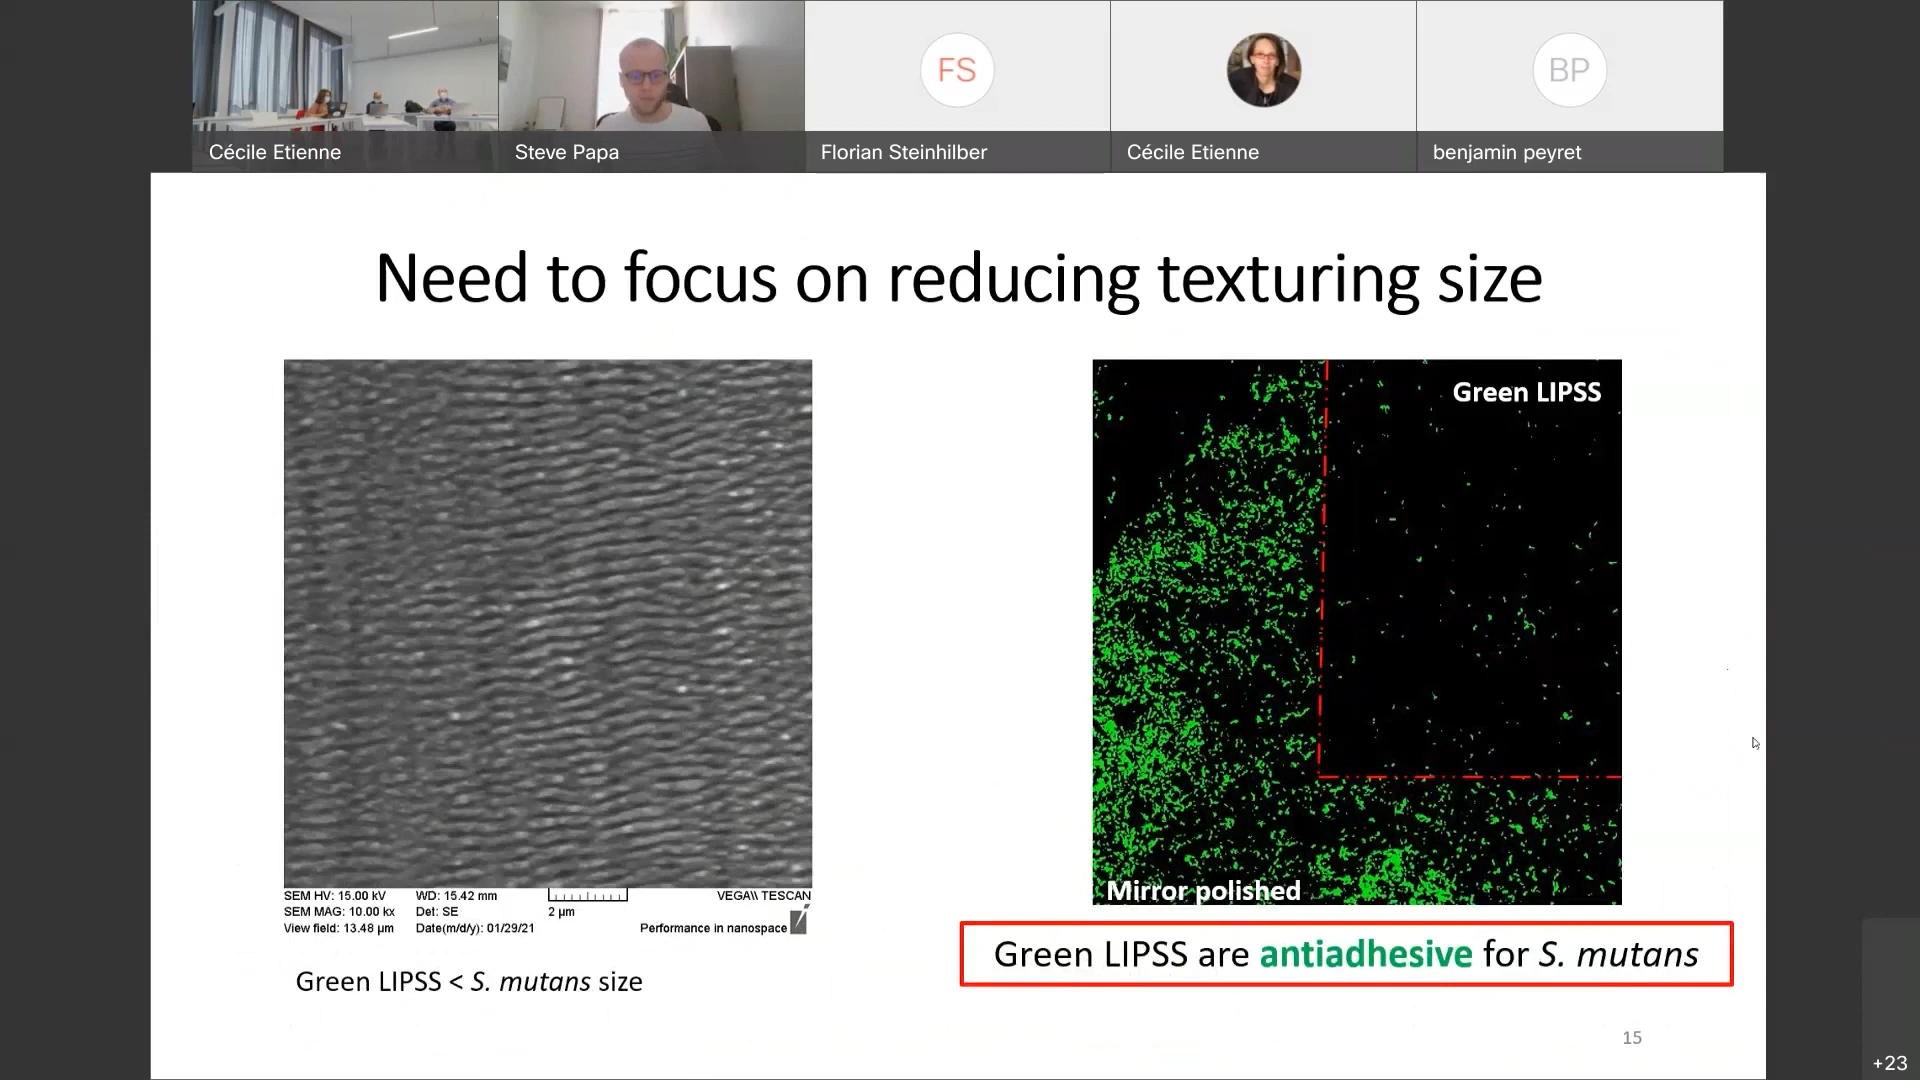 Cécile Etienne
Steve Papa
FS
Florian Steinhilber
Cécile Etienne
BP
benjamin peyret
Need to focus on reducing texturing size
Green LIPSS
Mirror polished
SEM HV: 15.00 kV WD: 15.42 mm VEGA\\ TESCAN
SEM MAG: 10.00 kx Det: SE 2 µm
View field: 13.48 µm Date(m/d/y): 01/29/21 Performance in nanospace
Green LIPSS < S. mutans size
Green LIPSS are antiadhesive for S. mutans
15
+23